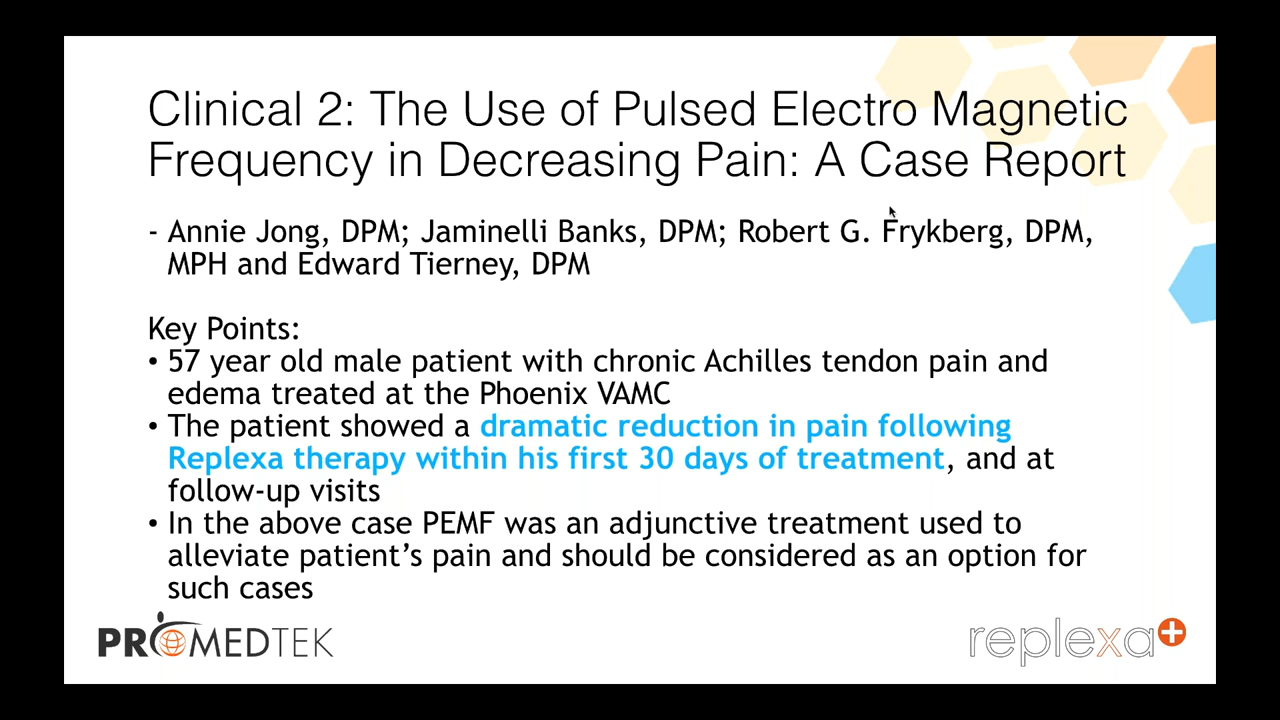 Clinical 2: The Use of Pulsed Electro Magnetic
Frequency in Decreasing Pain: A Case Report
- Annie Jong, DPM; Jaminelli Banks, DPM; Robert G. Frykberg, DPM,
MPH and Edward Tierney, DPM
Key Points:
• 57 year old male patient with chronic Achilles tendon pain and
edema treated at the Phoenix VAMC
• The patient showed a dramatic reduction in pain following
Replexa therapy within his first 30 days of treatment, and at
follow-up visits
• In the above case PEMF was an adjunctive treatment used to
alleviate patient’s pain and should be considered as an option for
such cases
PROMEDTEK
replexa+